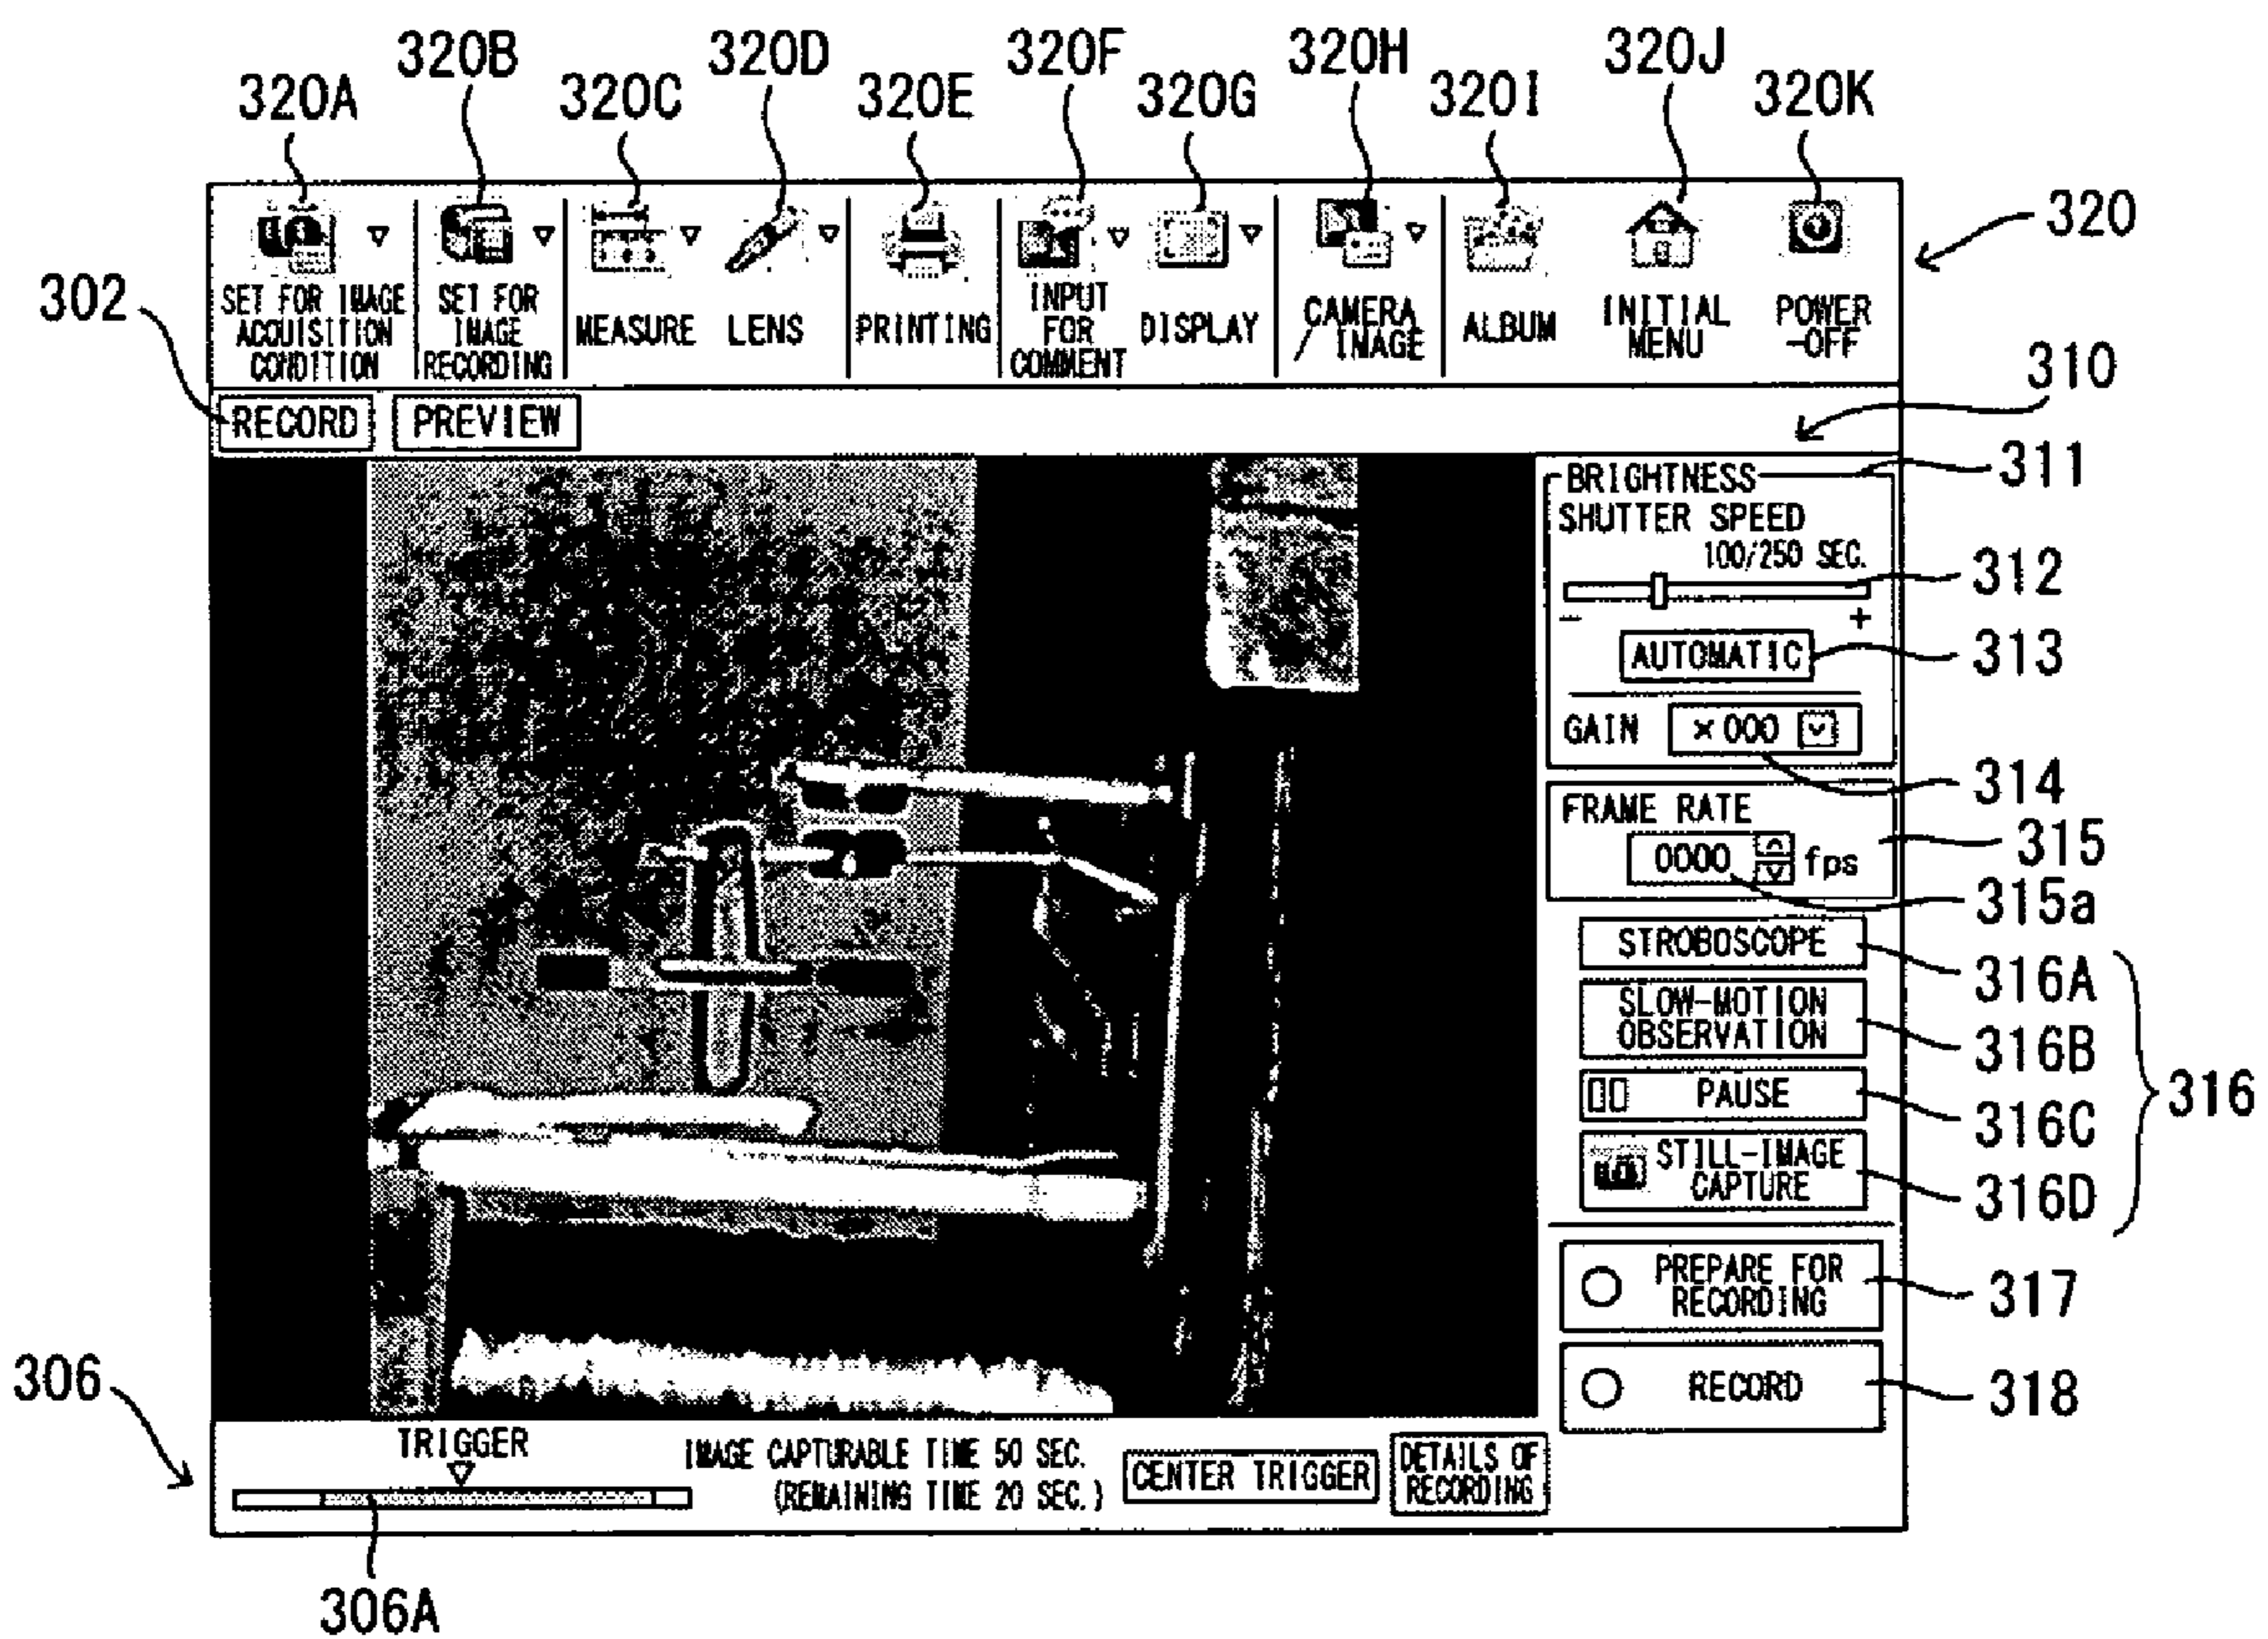 320A 320B 320C 320D 320E 320F 320G 320H 320I 320J 320K
320
SET FOR IMAGE
ACQUISITION
CONDITION
SET FOR
IMAGE
RECORDING
MEASURE
LENS
PRINTING
INPUT
FOR
COMMENT
DISPLAY
CAMERA
/ IMAGE
ALBUM
INITIAL
MENU
POWER
-OFF
302
310
RECORD
PREVIEW
BRIGHTNESS
311
SHUTTER SPEED
100/250 SEC.
312
- +
AUTOMATIC
313
GAIN ×000
314
FRAME RATE
315
0000 fps
315a
STROBOSCOPE
316A
SLOW-MOTION
OBSERVATION
316B
316
PAUSE
316C
STILL-IMAGE
CAPTURE
316D
PREPARE FOR
RECORDING
317
RECORD
318
306
TRIGGER
306A
IMAGE CAPTURABLE TIME 50 SEC.
(REMAINING TIME 20 SEC.)
CENTER TRIGGER
DETAILS OF
RECORDING